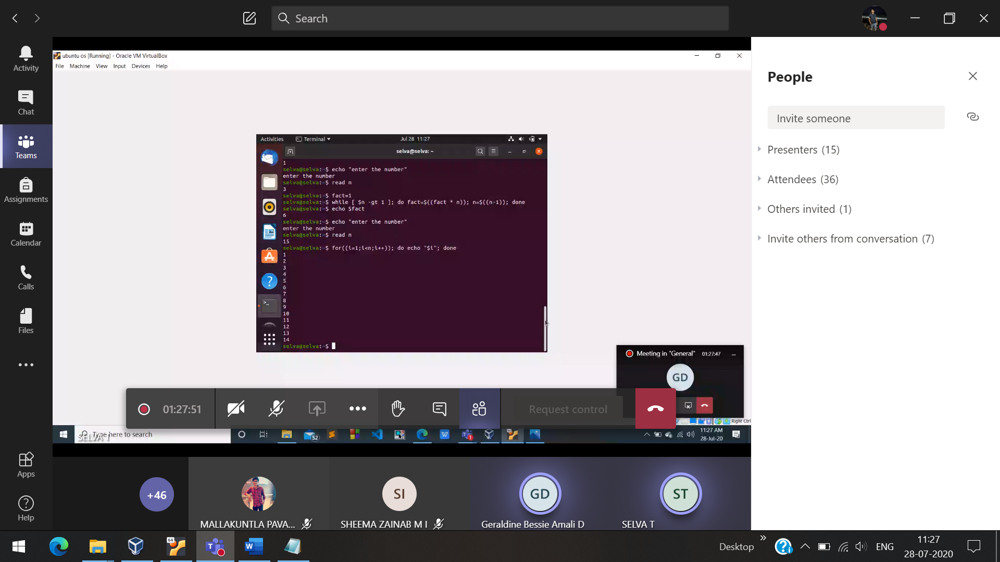 Search
Activity
Chat
Teams
Assignments
Calendar
Calls
Files
Apps
Help
ubuntu os [Running] - Oracle VM VirtualBox
File Machine View Input Devices Help
Activities Terminal Jul 28 11:27
selva@selva: ~
1
selva@selva:~$ echo "enter the number"
enter the number
selva@selva:~$ read n
3
selva@selva:~$ fact=1
selva@selva:~$ while [ $n -gt 1 ]; do fact=$((fact * n)); n=$((n-1)); done
selva@selva:~$ echo $fact
6
selva@selva:~$ echo "enter the number"
enter the number
selva@selva:~$ read n
15
selva@selva:~$ for((i=1;i<n;i++)); do echo "$i"; done
1
2
3
4
5
6
7
8
9
10
11
12
13
14
selva@selva:~$
Meeting in "General" 01:27:47
GD
01:27:51
Request control
Right Ctrl
Type here to search
SELVA T
52
1
11:27 AM
28-Jul-20
+46
MALLAKUNTLA PAVA...
SI
SHEEMA ZAINAB M I
GD
Geraldine Bessie Amali D
ST
SELVA T
People
Invite someone
Presenters (15)
Attendees (36)
Others invited (1)
Invite others from conversation (7)
64
T
W
Desktop
ENG
11:27
28-07-2020